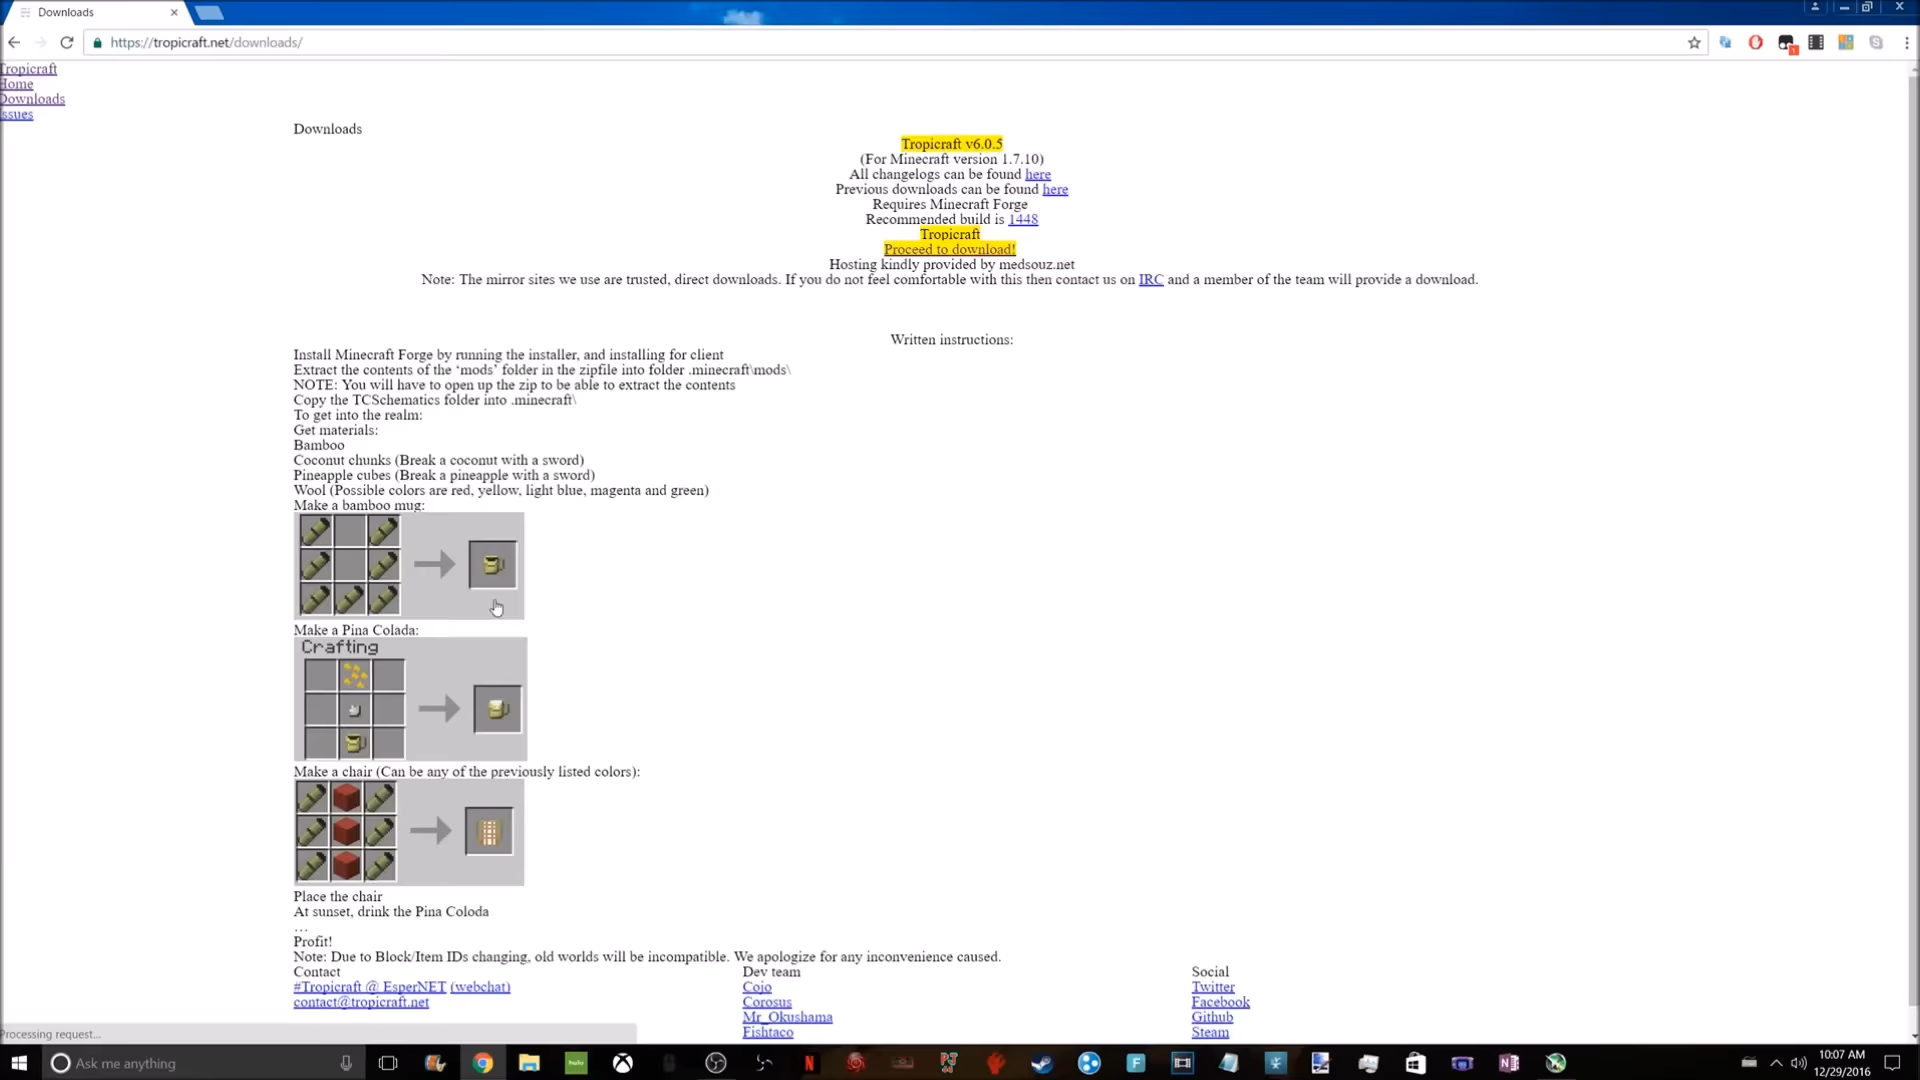 Downloads
https://tropicraft.net/downloads/
Tropicraft
Home
Downloads
Issues
Downloads
Tropicraft v6.0.5
(For Minecraft version 1.7.10)
All changelogs can be found here
Previous downloads can be found here
Requires Minecraft Forge
Recommended build is 1448
Tropicraft
Proceed to download!
Hosting kindly provided by medsouz.net
Note: The mirror sites we use are trusted, direct downloads. If you do not feel comfortable with this then contact us on IRC and a member of the team will provide a download.
Written instructions:
Install Minecraft Forge by running the installer, and installing for client
Extract the contents of the ‘mods’ folder in the zipfile into folder .minecraft\mods\
NOTE: You will have to open up the zip to be able to extract the contents
Copy the TCSchematics folder into .minecraft\
To get into the realm:
Get materials:
Bamboo
Coconut chunks (Break a coconut with a sword)
Pineapple cubes (Break a pineapple with a sword)
Wool (Possible colors are red, yellow, light blue, magenta and green)
Make a bamboo mug:
Make a Pina Colada:
Crafting
Make a chair (Can be any of the previously listed colors):
Place the chair
At sunset, drink the Pina Coloda
…
Profit!
Note: Due to Block/Item IDs changing, old worlds will be incompatible. We apologize for any inconvenience caused.
Contact
#Tropicraft @ EsperNET (webchat)
contact@tropicraft.net
Dev team
Cojo
Corosus
Mr_Okushama
Fishtaco
Social
Twitter
Facebook
Github
Steam
Processing request...
Ask me anything
hulu
10:07 AM
12/29/2016